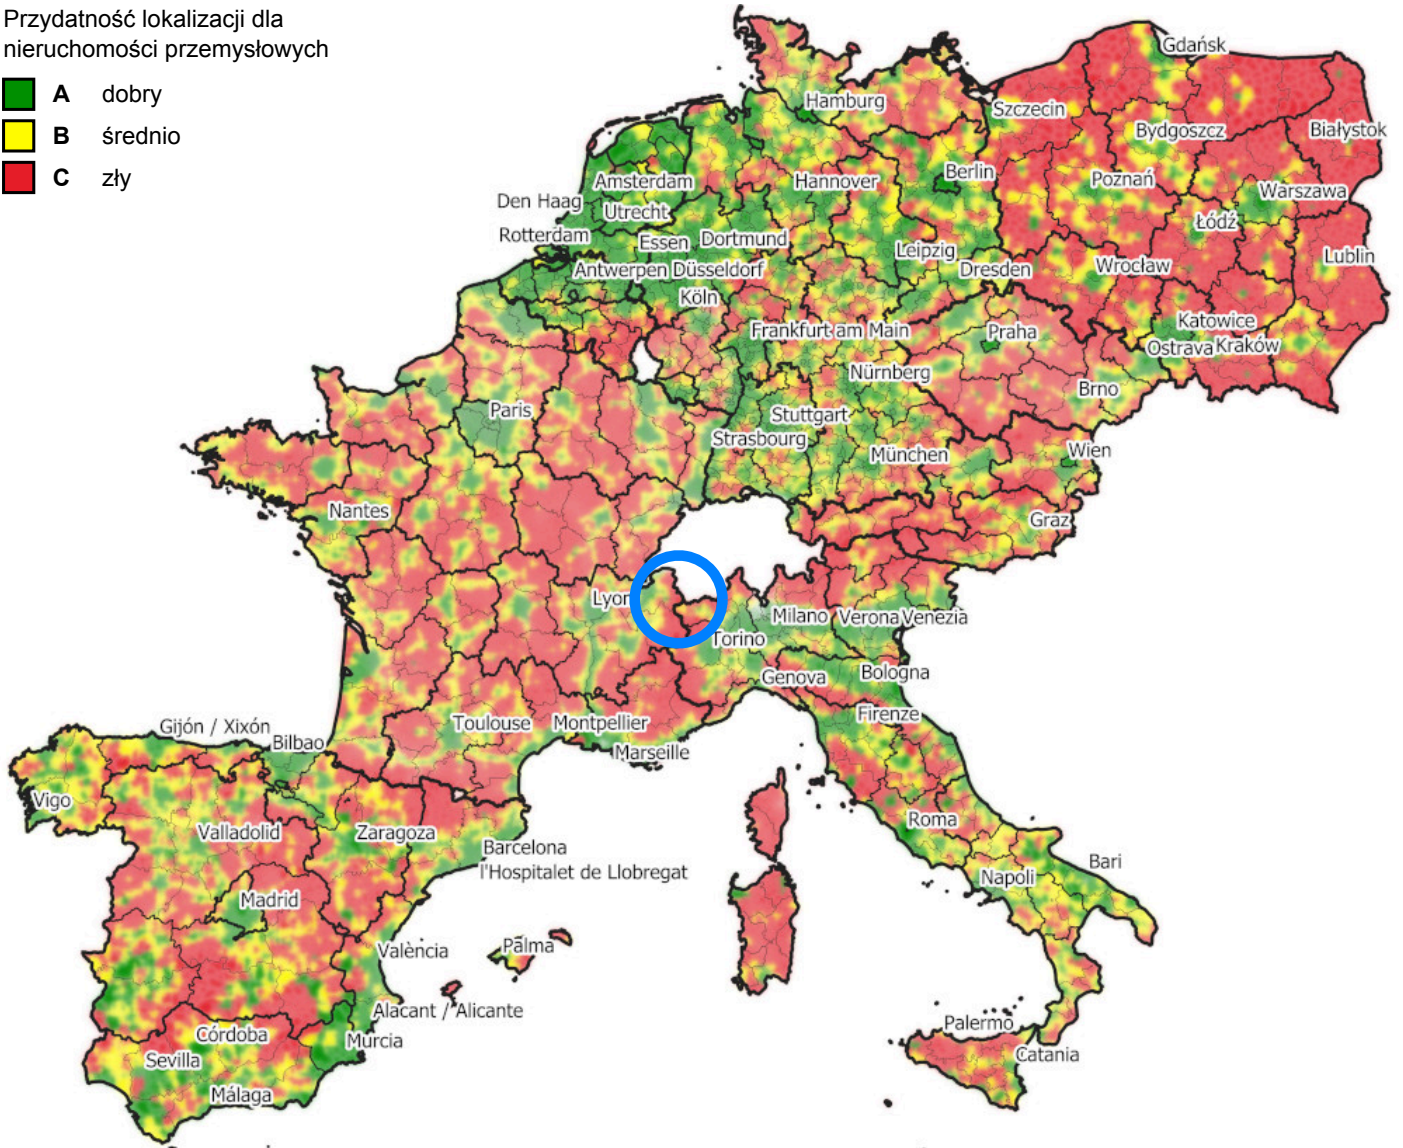 Przydatność lokalizacji dla
nieruchomości przemysłowych
A dobry
B średnio
C zły
Gdańsk
Hamburg
Szczecin
Bydgoszcz
Białystok
Amsterdam
Hannover
Berlin
Poznań
Warszawa
Den Haag
Utrecht
Łódź
Rotterdam
Essen
Dortmund
Leipzig
Lublin
Antwerpen
Düsseldorf
Dresden
Wrocław
Köln
Katowice
Frankfurt am Main
Praha
Ostrava
Kraków
Nürnberg
Brno
Paris
Stuttgart
Strasbourg
München
Wien
Nantes
Graz
Lyon
Milano
Verona
Venezia
Torino
Genova
Bologna
Firenze
Gijón / Xixón
Bilbao
Toulouse
Montpellier
Marseille
Vigo
Valladolid
Zaragoza
Barcelona
l'Hospitalet de Llobregat
Roma
Bari
Napoli
Madrid
València
Palma
Alacant / Alicante
Palermo
Catania
Córdoba
Murcia
Sevilla
Málaga